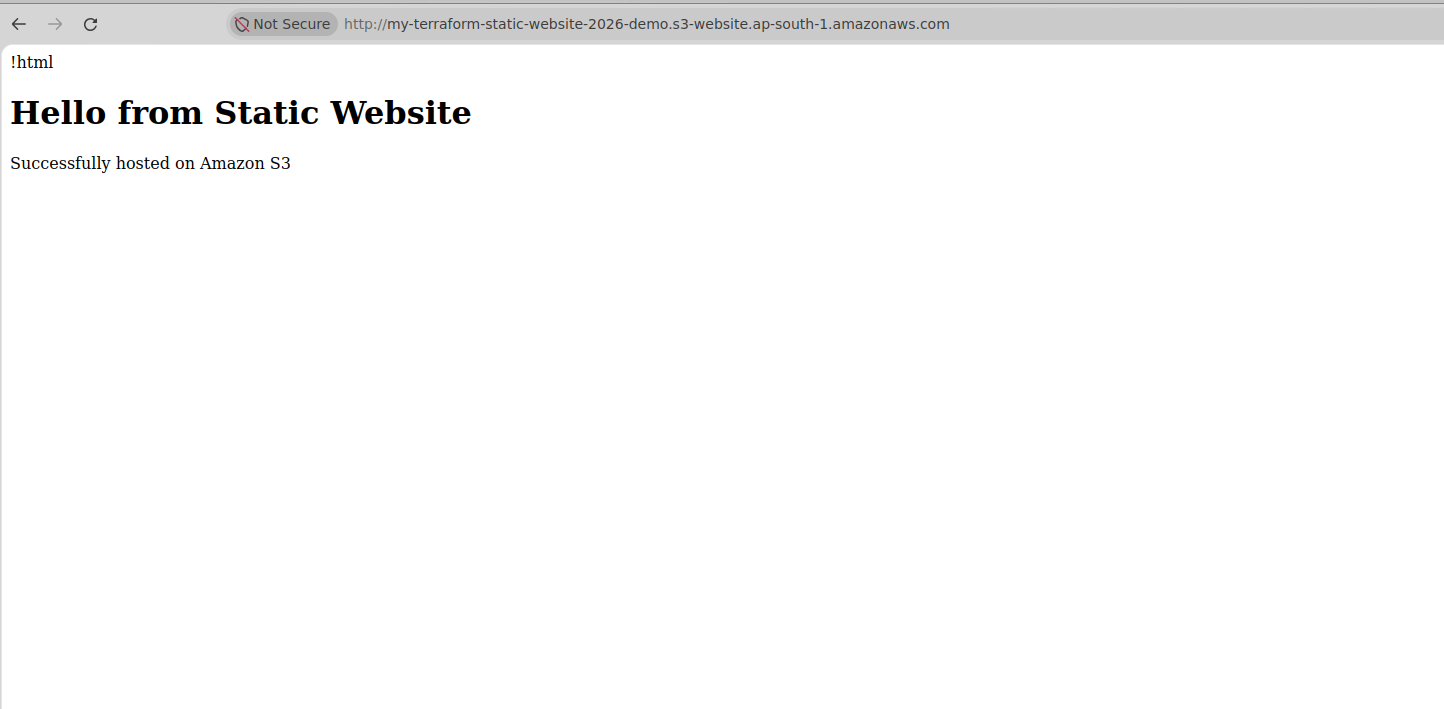 Not Secure http://my-terraform-static-website-2026-demo.s3-website.ap-south-1.amazonaws.com
!html
Hello from Static Website
Successfully hosted on Amazon S3